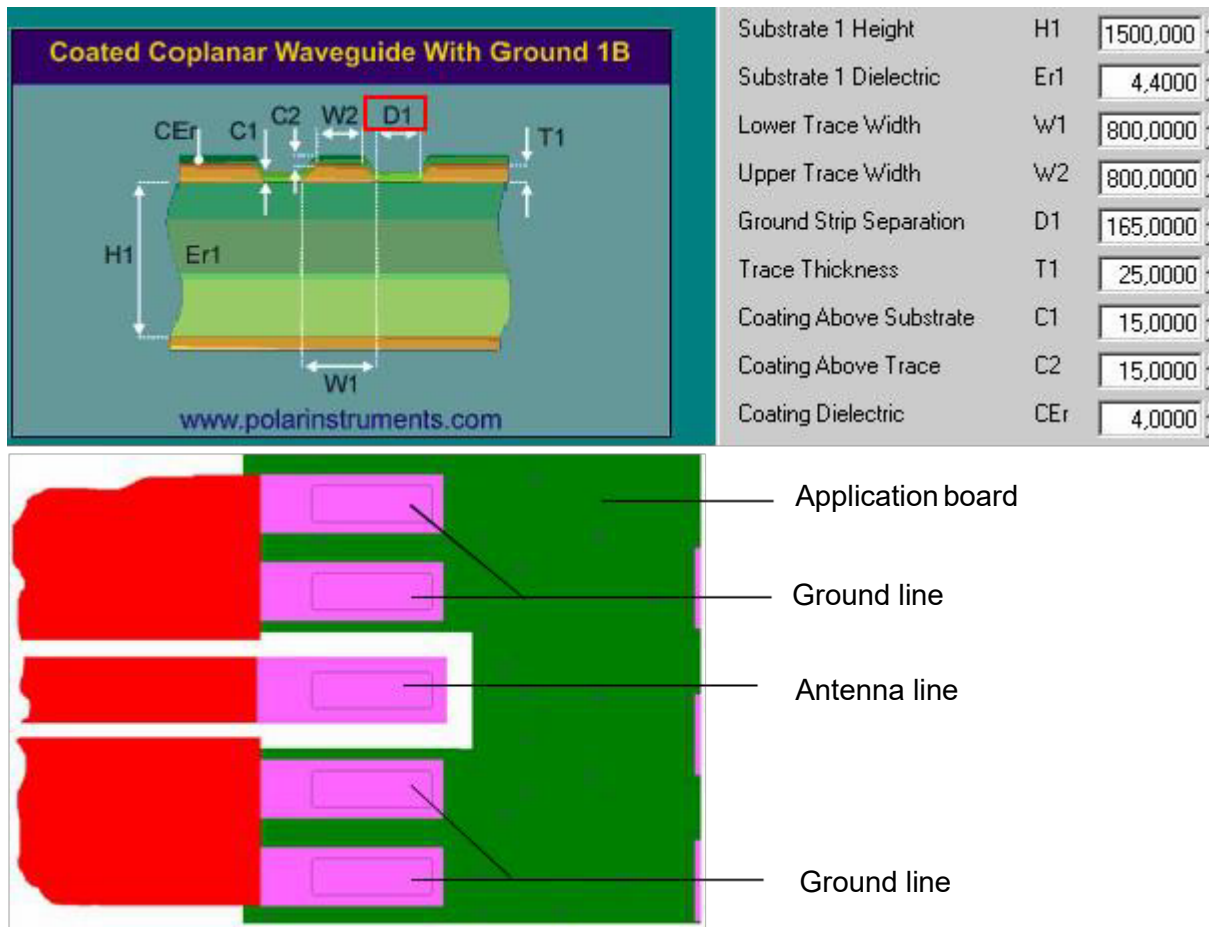 Coated Coplanar Waveguide With Ground 1B
CEr C1 C2 W2 D1 T1
H1 Er1
W1
www.polarinstruments.com
Substrate 1 Height H1 1500,000
Substrate 1 Dielectric Er1 4,4000
Lower Trace Width W1 800,0000
Upper Trace Width W2 800,0000
Ground Strip Separation D1 165,0000
Trace Thickness T1 25,0000
Coating Above Substrate C1 15,0000
Coating Above Trace C2 15,0000
Coating Dielectric CEr 4,0000
Application board
Ground line
Antenna line
Ground line